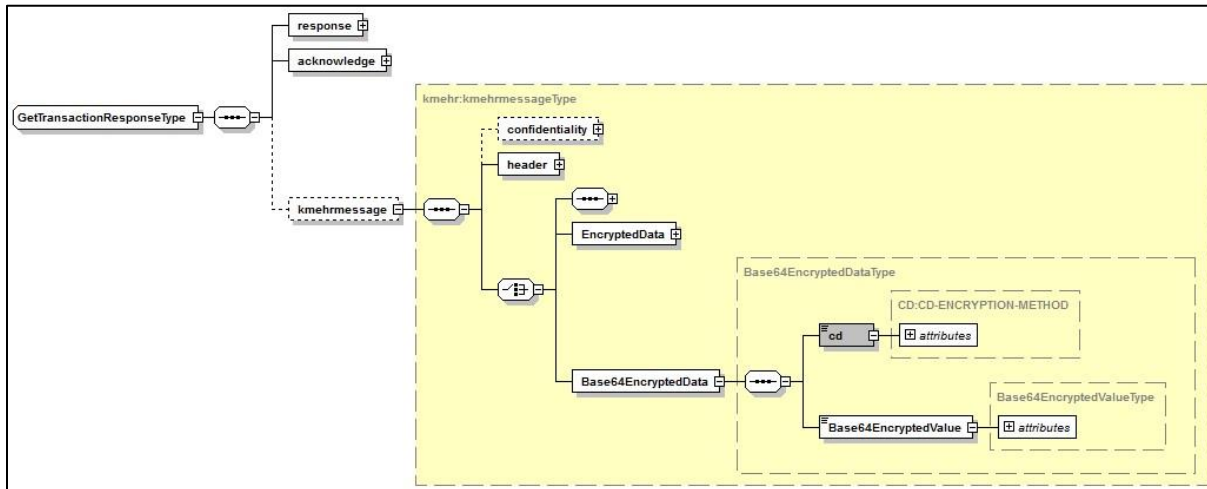 response
acknowledge
GetTransactionResponseType
kmehr:kmehrmessageType
confidentiality
header
kmehrmessage
EncryptedData
Base64EncryptedDataType
CD:CD-ENCRYPTION-METHOD
cd
attributes
Base64EncryptedData
Base64EncryptedValueType
Base64EncryptedValue
attributes